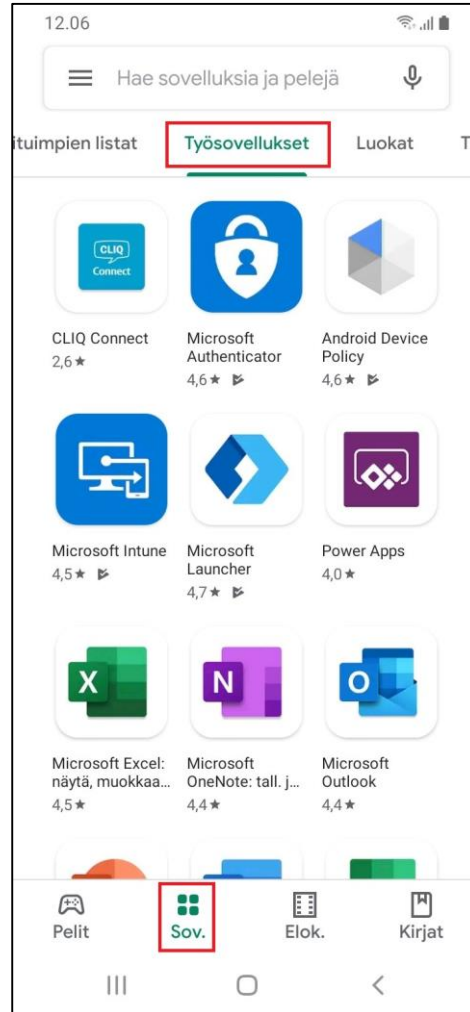 12.06
Hae sovelluksia ja pelejä
ituimpien listat Työsovellukset Luokat T
CLIQ
Connect
CLIQ Connect
2,6★
Microsoft
Authenticator
4,6★
Android Device
Policy
4,6★
Microsoft Intune
4,5★
Microsoft
Launcher
4,7★
Power Apps
4,0★
X
N
O
Microsoft Excel:
näytä, muokkaa...
4,5★
Microsoft
OneNote: tall. j...
4,4★
Microsoft
Outlook
4,4★
Pelit Sov. Elok. Kirjat